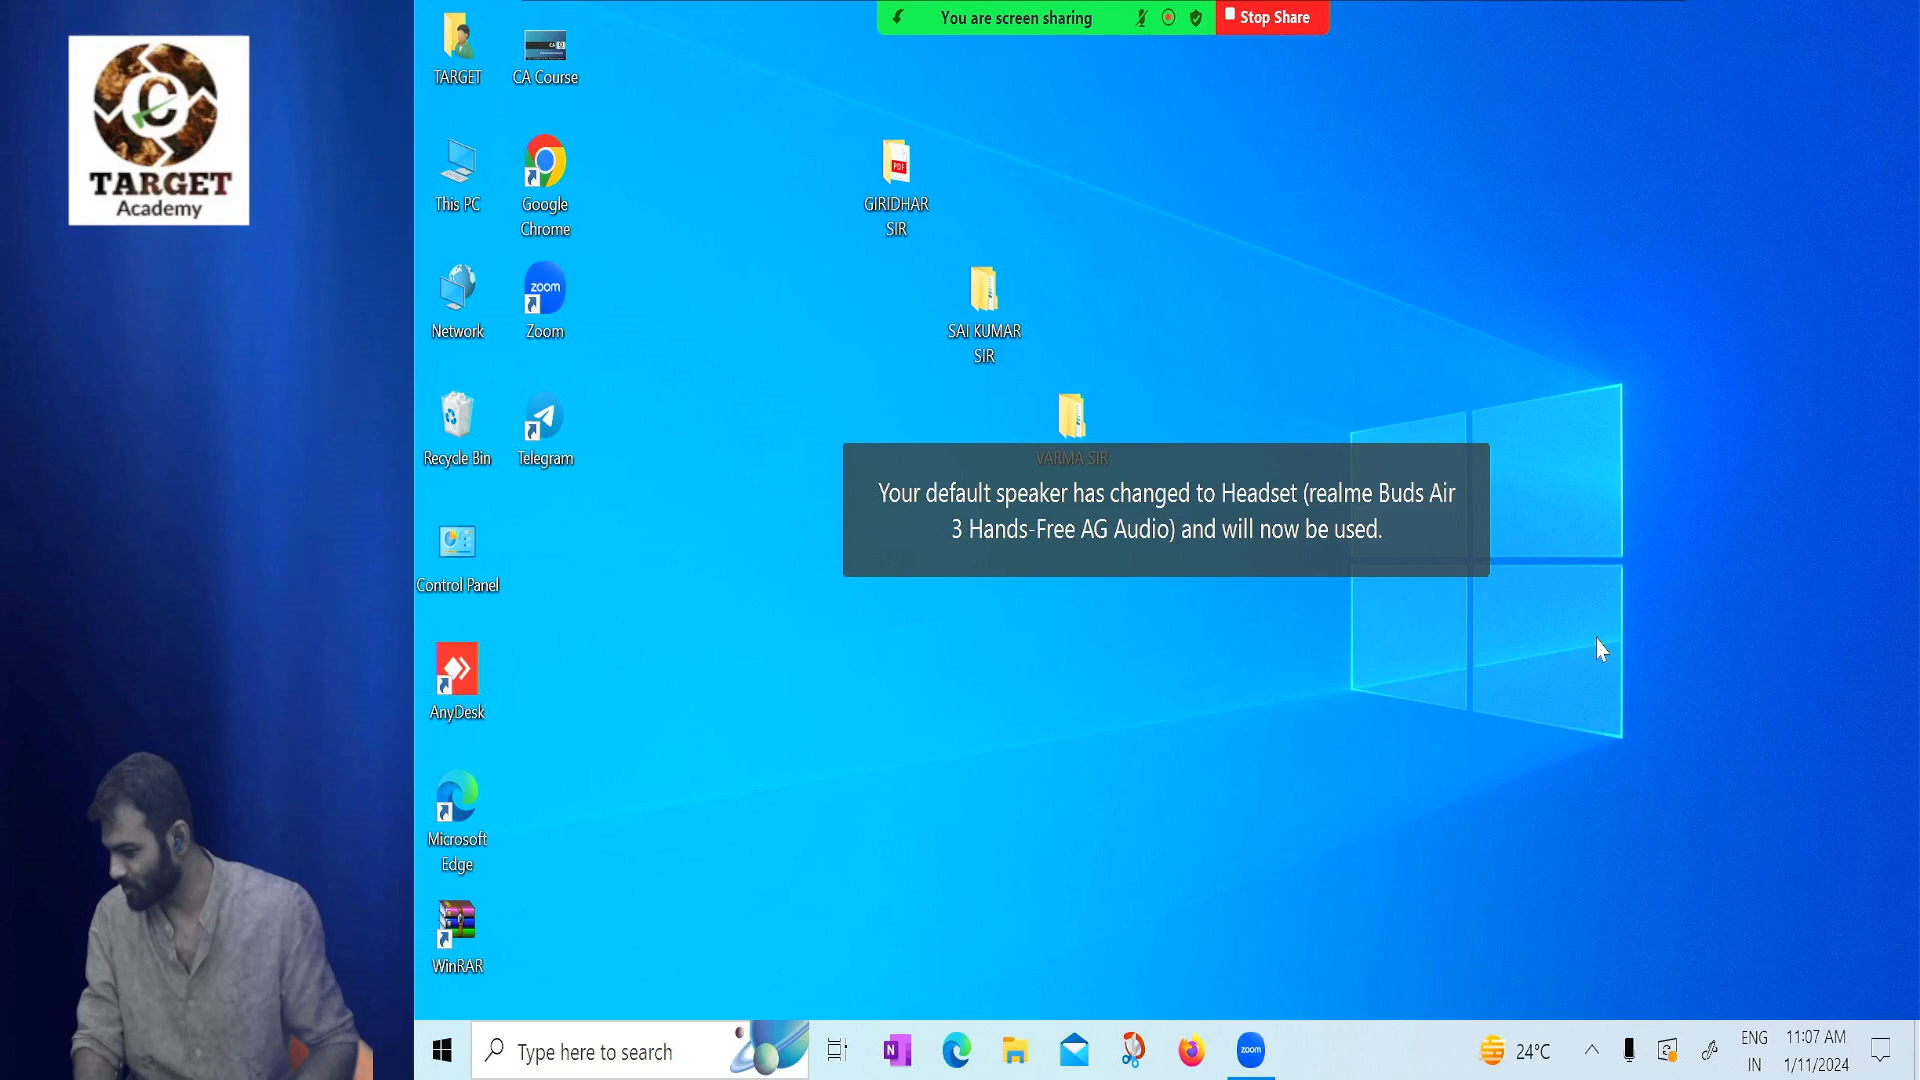 C
TARGET
Academy
You are screen sharing
Stop Share
TARGET
CA Course
This PC
Google
Chrome
GIRIDHAR
SIR
Network
zoom
Zoom
SAI KUMAR
SIR
Recycle Bin
Telegram
VARMA SIR
Your default speaker has changed to Headset (realme Buds Air
3 Hands-Free AG Audio) and will now be used.
Control Panel
AnyDesk
Microsoft
Edge
WinRAR
Type here to search
N
zoom
24°C
ENG
IN
11:07 AM
1/11/2024
PDF